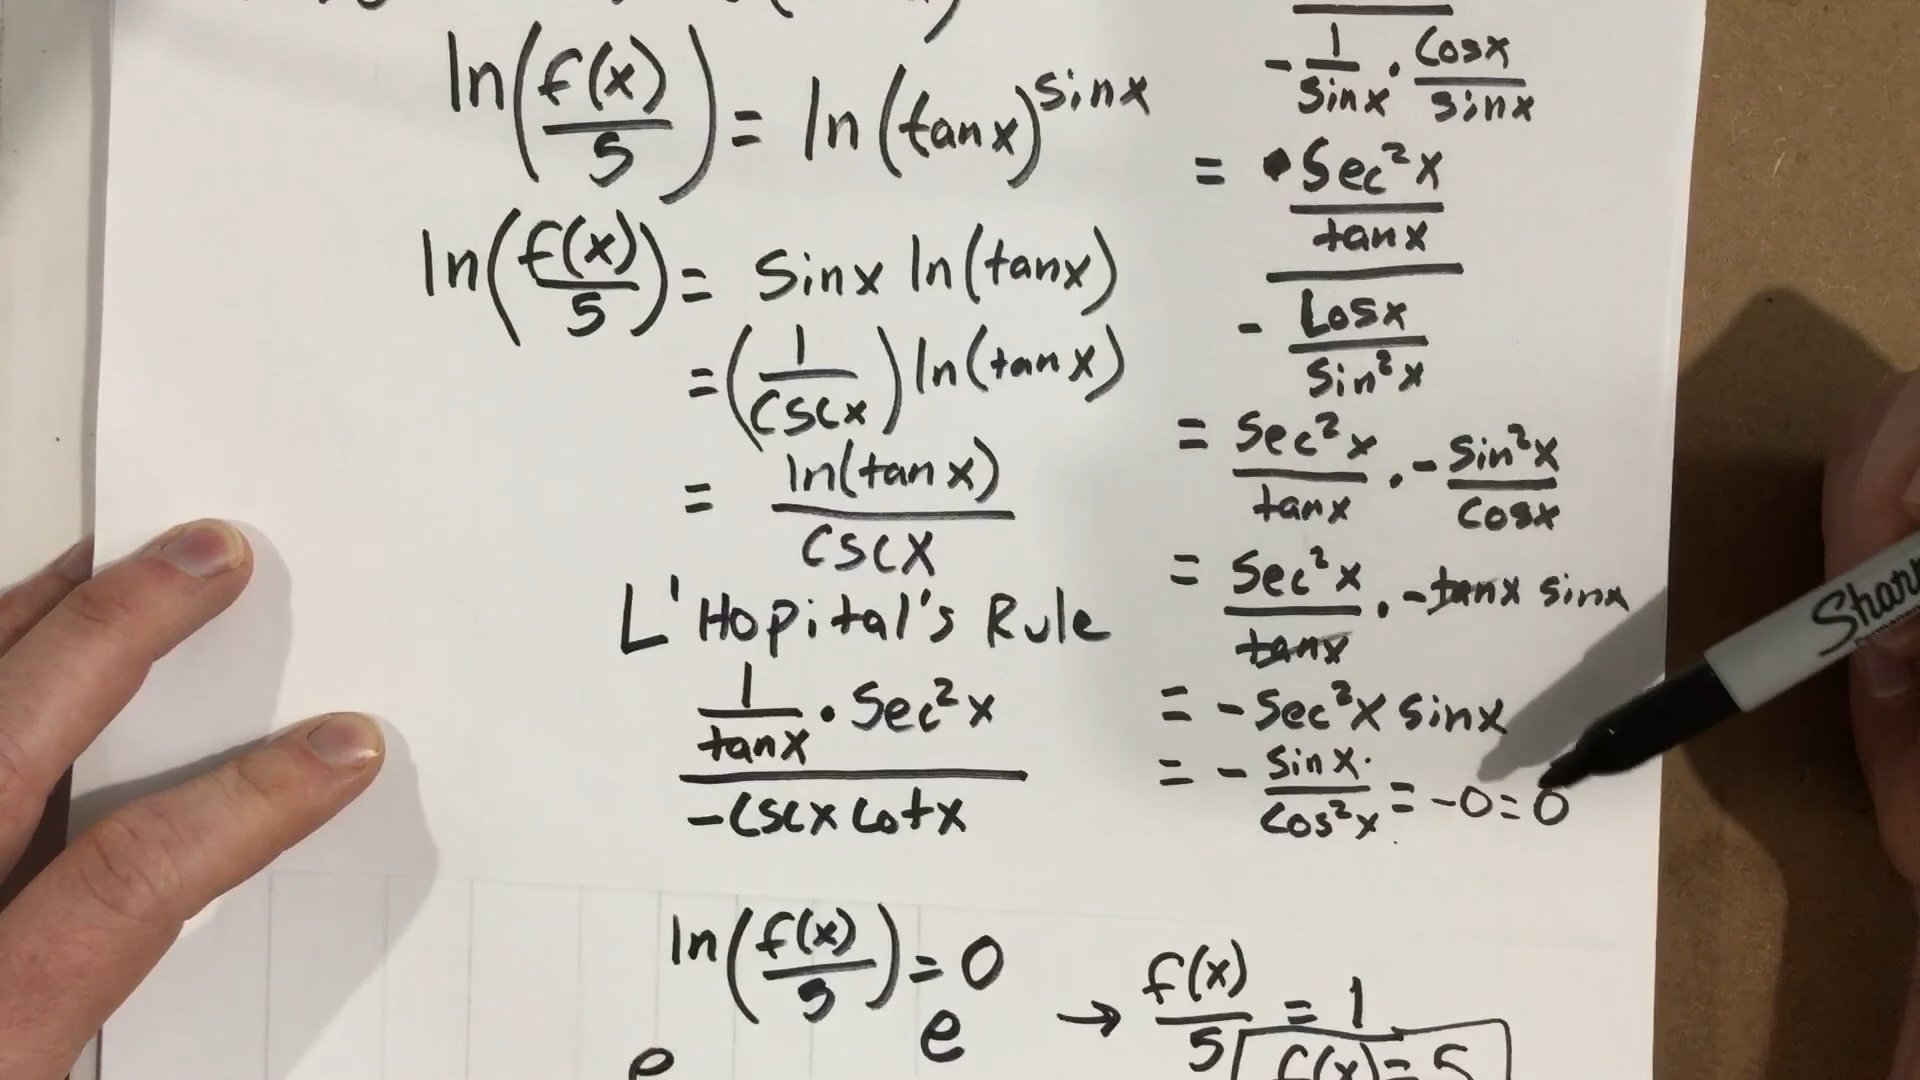 ln(f(x)/5) = ln(tanx)^sinx
ln(f(x)/5) = sinx ln(tanx)
= (1/cscx) ln(tanx)
= ln(tanx)/cscx
L'Hopital's Rule
(1/tanx · sec²x)/(-cscx cotx)
- 1/sinx · cosx/sinx
= (sec²x/tanx)/(- cosx/sin²x)
= sec²x/tanx · - sin²x/cosx
= sec²x/tanx · -tanx sinx
= -sec²x sinx
= - sinx/cos²x = -0 = 0
ln(f(x)/5) = 0
e e
→ f(x)/5 = 1
f(x) = 5
Sharp